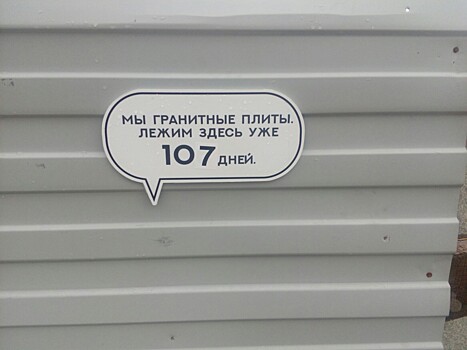 МЫ ГРАНИТНЫЕ ПЛИТЫ.
ЛЕЖИМ ЗДЕСЬ УЖЕ
107 ДНЕЙ.